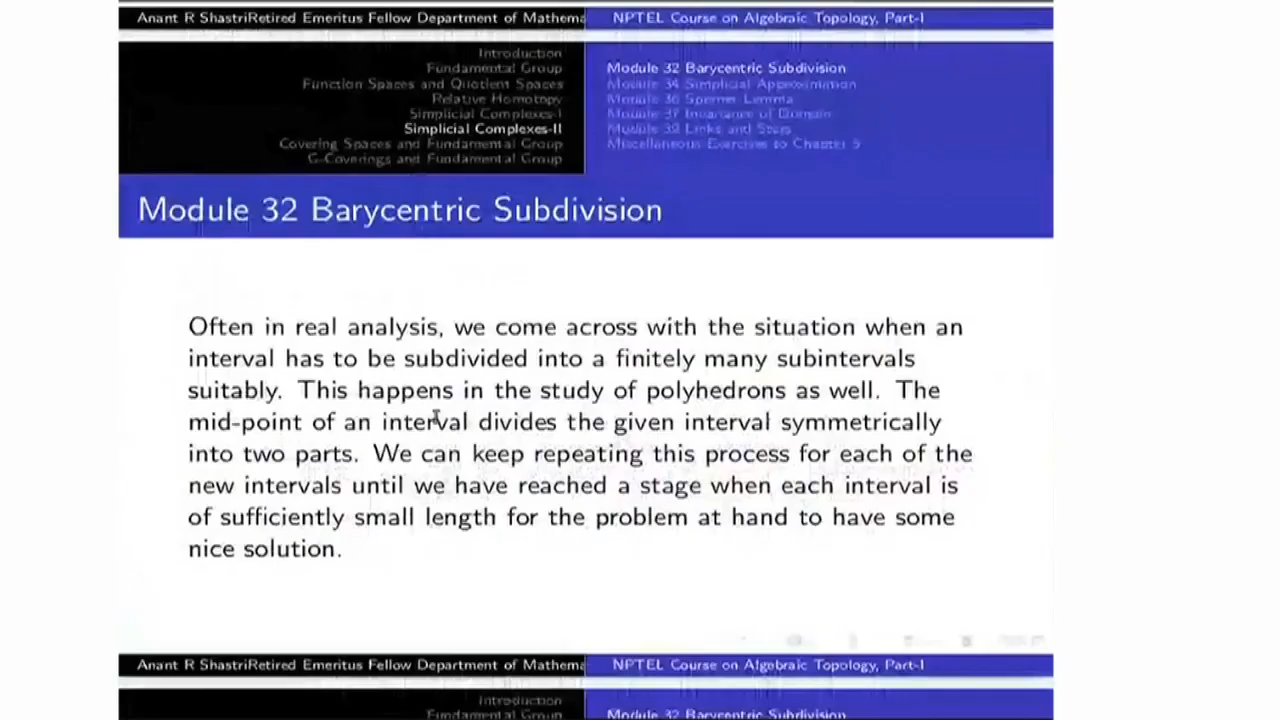 Anant R ShastriRetired Emeritus Fellow Department of Mathema
NPTEL Course on Algebraic Topology, Part-I
Introduction
Fundamental Group
Function Spaces and Quotient Spaces
Relative Homotopy
Simplicial Complexes-I
Simplicial Complexes-II
Covering Spaces and Fundamental Group
G-Coverings and Fundamental Group
Module 32 Barycentric Subdivision
Module 34 Simplicial Approximation
Module 36 Sperner Lemma
Module 37 Invariance of Domain
Module 39 Links and Stars
Miscellaneous Exercises to Chapter 5
Module 32 Barycentric Subdivision
Often in real analysis, we come across with the situation when an
interval has to be subdivided into a finitely many subintervals
suitably. This happens in the study of polyhedrons as well. The
mid-point of an interval divides the given interval symmetrically
into two parts. We can keep repeating this process for each of the
new intervals until we have reached a stage when each interval is
of sufficiently small length for the problem at hand to have some
nice solution.
Anant R ShastriRetired Emeritus Fellow Department of Mathema
NPTEL Course on Algebraic Topology, Part-I
Introduction
Fundamental Group
Module 32 Barycentric Subdivision